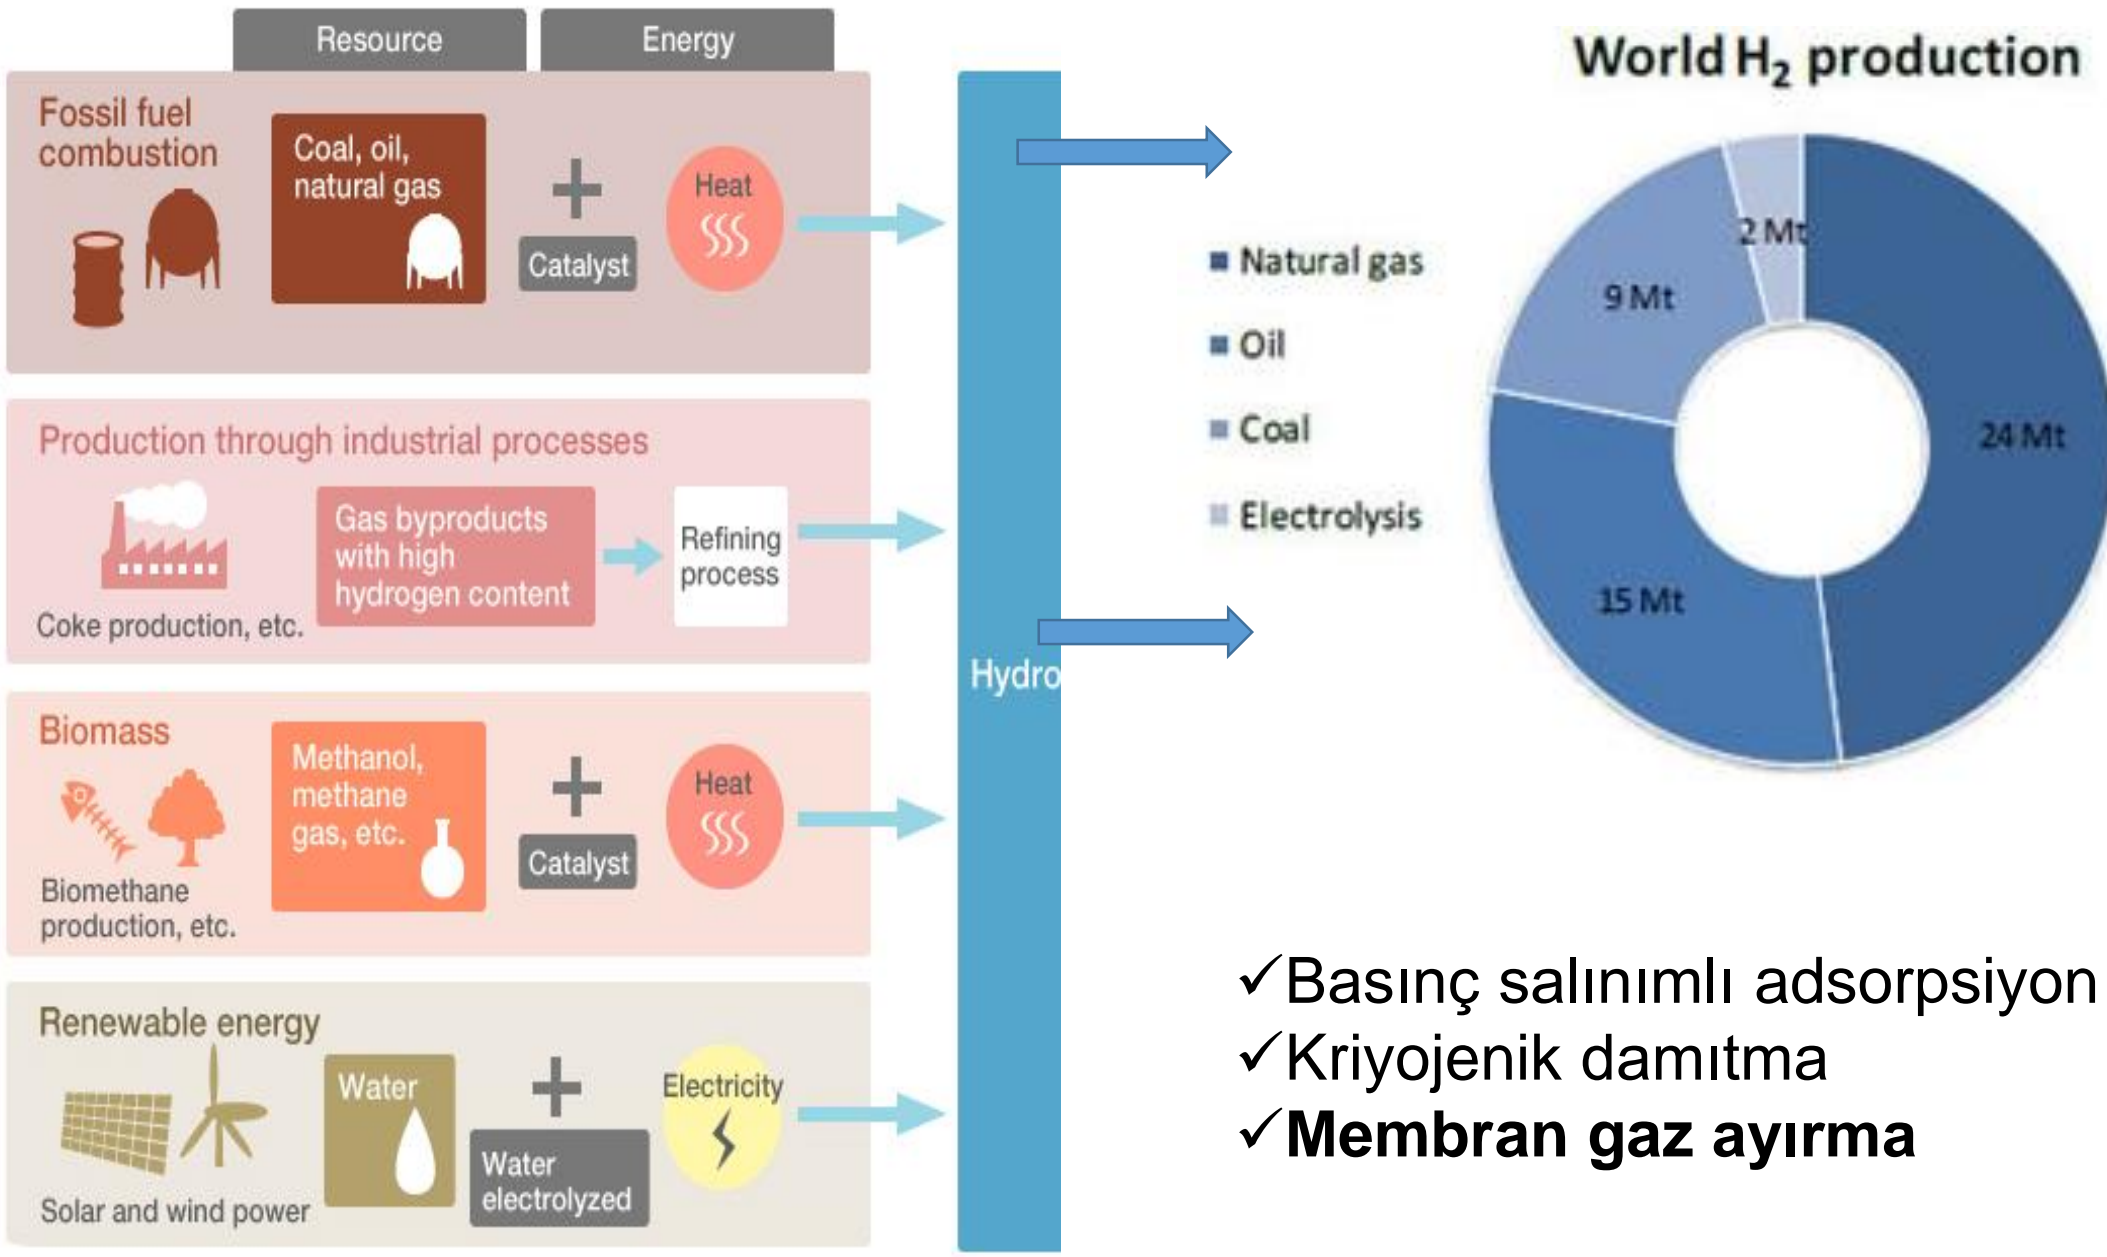 Resource
Energy
Fossil fuel
combustion
Coal, oil,
natural gas
Catalyst
Heat
Production through industrial processes
Coke production, etc.
Gas byproducts
with high
hydrogen content
Refining
process
Biomass
Biomethane
production, etc.
Methanol,
methane
gas, etc.
Catalyst
Heat
Renewable energy
Solar and wind power
Water
Water
electrolyzed
Electricity
Hydro
World H₂ production
Natural gas
Oil
Coal
Electrolysis
2 Mt
9 Mt
24 Mt
15 Mt
✓Basınç salınımlı adsorpsiyon
✓Kriyojenik damıtma
✓Membran gaz ayırma